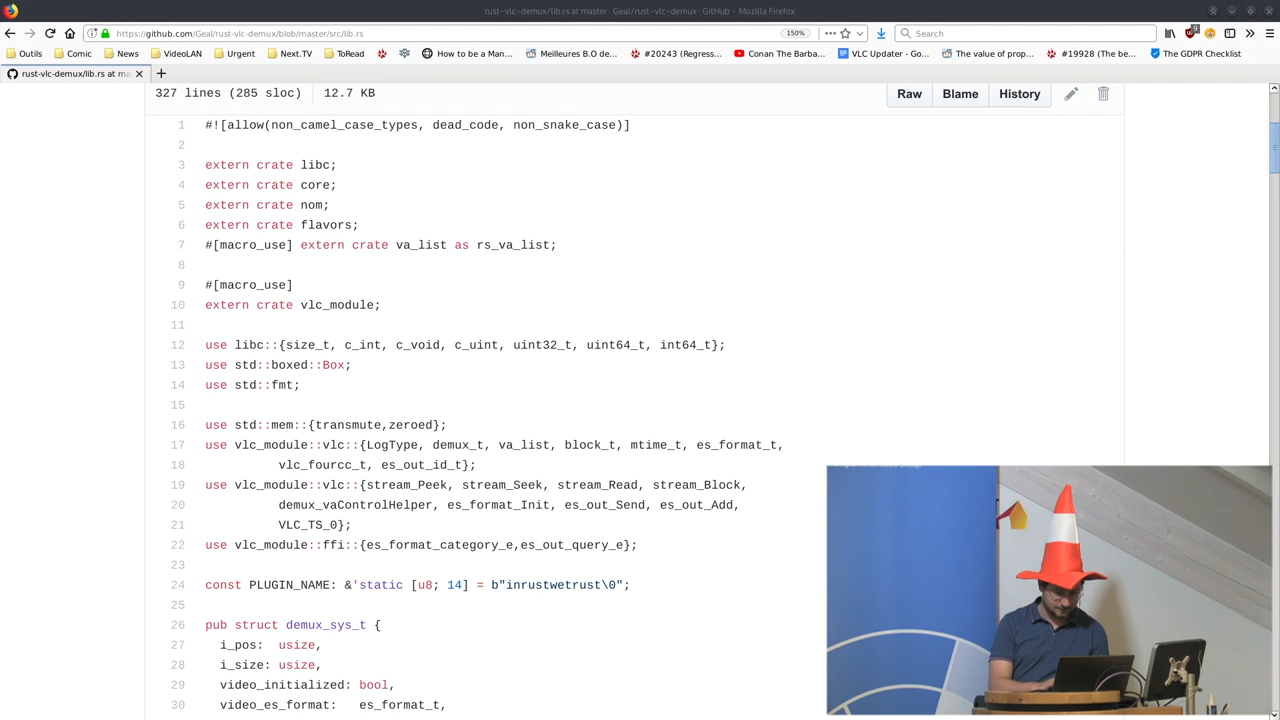 rust-vlc-demux/lib.rs at master · Geal/rust-vlc-demux · GitHub - Mozilla Firefox
https://github.com/Geal/rust-vlc-demux/blob/master/src/lib.rs 150% Search 9
Outils Comic News VideoLAN Urgent Next.TV ToRead How to be a Man... Meilleures B.O de... #20243 (Regress... Conan The Barba... VLC Updater - Go... The value of prop... #19928 (The be... The GDPR Checklist
rust-vlc-demux/lib.rs at ma
327 lines (285 sloc) 12.7 KB Raw Blame History
1 #![allow(non_camel_case_types, dead_code, non_snake_case)]
2
3 extern crate libc;
4 extern crate core;
5 extern crate nom;
6 extern crate flavors;
7 #[macro_use] extern crate va_list as rs_va_list;
8
9 #[macro_use]
10 extern crate vlc_module;
11
12 use libc::{size_t, c_int, c_void, c_uint, uint32_t, uint64_t, int64_t};
13 use std::boxed::Box;
14 use std::fmt;
15
16 use std::mem::{transmute,zeroed};
17 use vlc_module::vlc::{LogType, demux_t, va_list, block_t, mtime_t, es_format_t,
18 vlc_fourcc_t, es_out_id_t};
19 use vlc_module::vlc::{stream_Peek, stream_Seek, stream_Read, stream_Block,
20 demux_vaControlHelper, es_format_Init, es_out_Send, es_out_Add,
21 VLC_TS_0};
22 use vlc_module::ffi::{es_format_category_e,es_out_query_e};
23
24 const PLUGIN_NAME: &'static [u8; 14] = b"inrustwetrust\0";
25
26 pub struct demux_sys_t {
27 i_pos: usize,
28 i_size: usize,
29 video_initialized: bool,
30 video_es_format: es_format_t,